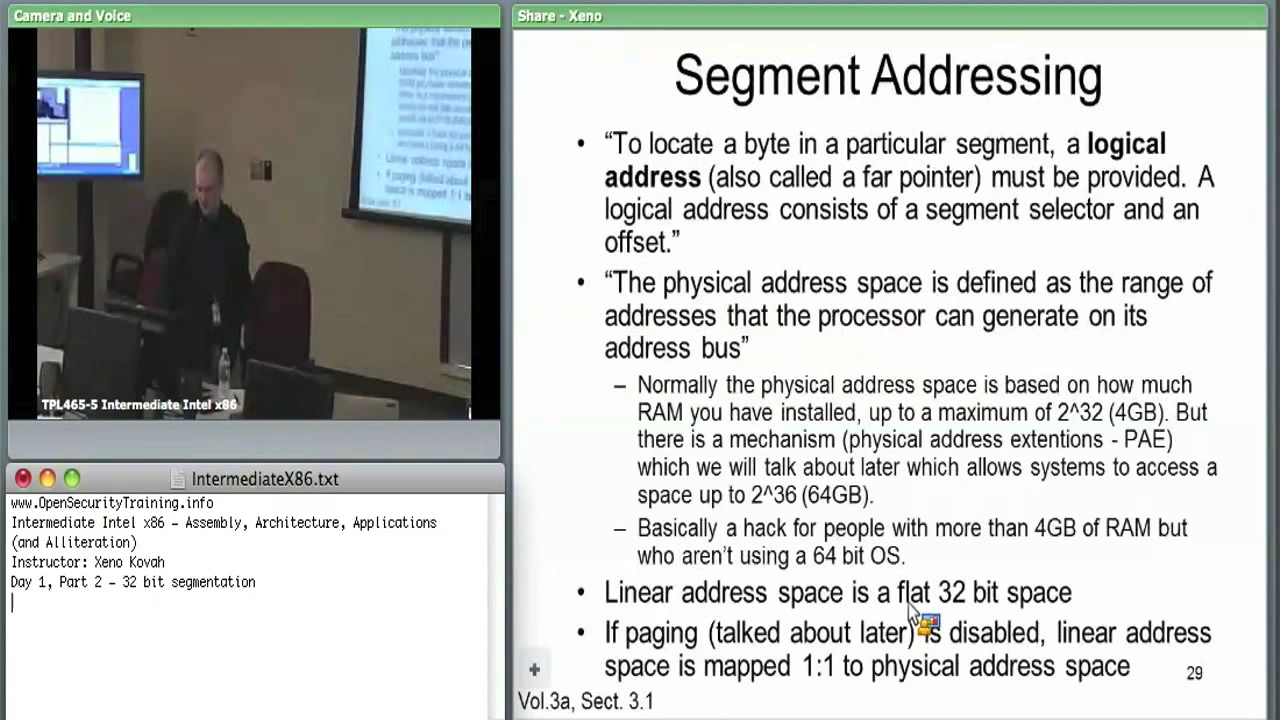 Camera and Voice
TPL465-5 Intermediate Intel x86
IntermediateX86.txt
www.OpenSecurityTraining.info
Intermediate Intel x86 – Assembly, Architecture, Applications
(and Alliteration)
Instructor: Xeno Kovah
Day 1, Part 2 – 32 bit segmentation
Share - Xeno
Segment Addressing
• “To locate a byte in a particular segment, a logical
address (also called a far pointer) must be provided. A
logical address consists of a segment selector and an
offset.”
• “The physical address space is defined as the range of
addresses that the processor can generate on its
address bus”
– Normally the physical address space is based on how much
RAM you have installed, up to a maximum of 2^32 (4GB). But
there is a mechanism (physical address extentions - PAE)
which we will talk about later which allows systems to access a
space up to 2^36 (64GB).
– Basically a hack for people with more than 4GB of RAM but
who aren't using a 64 bit OS.
• Linear address space is a flat 32 bit space
• If paging (talked about later) is disabled, linear address
space is mapped 1:1 to physical address space
29
Vol.3a, Sect. 3.1